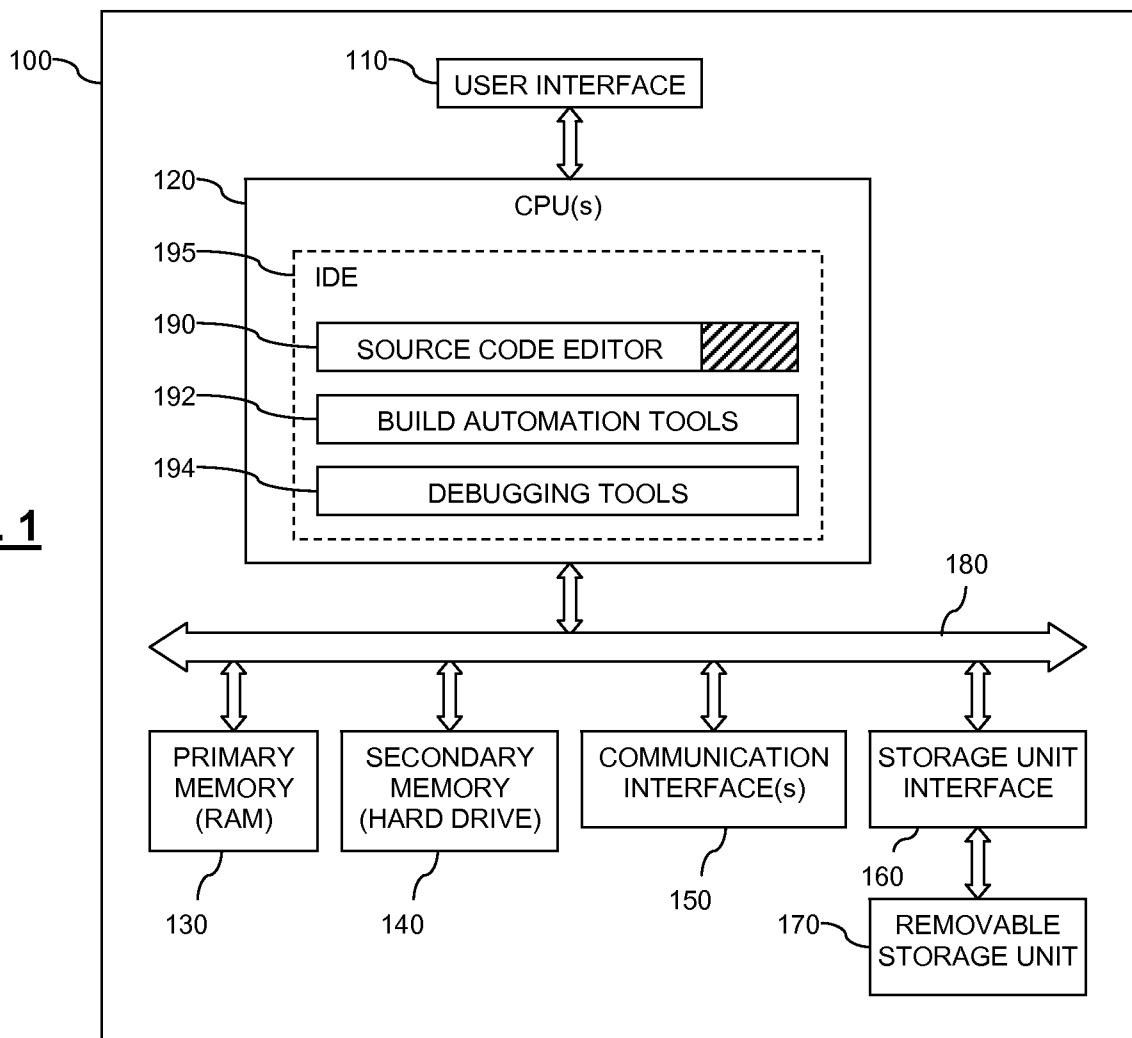 100
110
USER INTERFACE
120
CPU(s)
195
IDE
190
SOURCE CODE EDITOR
192
BUILD AUTOMATION TOOLS
194
DEBUGGING TOOLS
. 1
180
PRIMARY
MEMORY
(RAM)
SECONDARY
MEMORY
(HARD DRIVE)
COMMUNICATION
INTERFACE(s)
STORAGE UNIT
INTERFACE
130
140
150
160
170
REMOVABLE
STORAGE UNIT